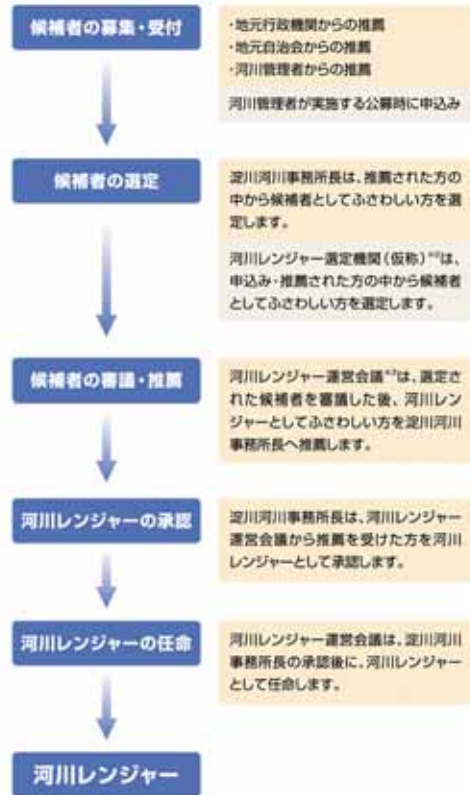 候補者の募集・受付
・地元行政機関からの推薦
・地元自治会からの推薦
・河川管理者からの推薦
河川管理者が実施する公募時に申込み
候補者の選定
淀川河川事務所長は、推薦された方の
中から候補者としてふさわしい方を選
定します。
河川レンジャー選定機関（仮称）は、
申込み・推薦された方の中から候補者
としてふさわしい方を選定します。
候補者の審議・推薦
河川レンジャー運営会議は、選定さ
れた候補者を審議した後、河川レン
ジャーとしてふさわしい方を淀川河川
事務所長へ推薦します。
河川レンジャーの承認
淀川河川事務所長は、河川レンジャー
運営会議から推薦を受けた方を河川
レンジャーとして承認します。
河川レンジャーの任命
河川レンジャー運営会議は、淀川河川
事務所長の承認後に、河川レンジャー
として任命します。
河川レンジャー